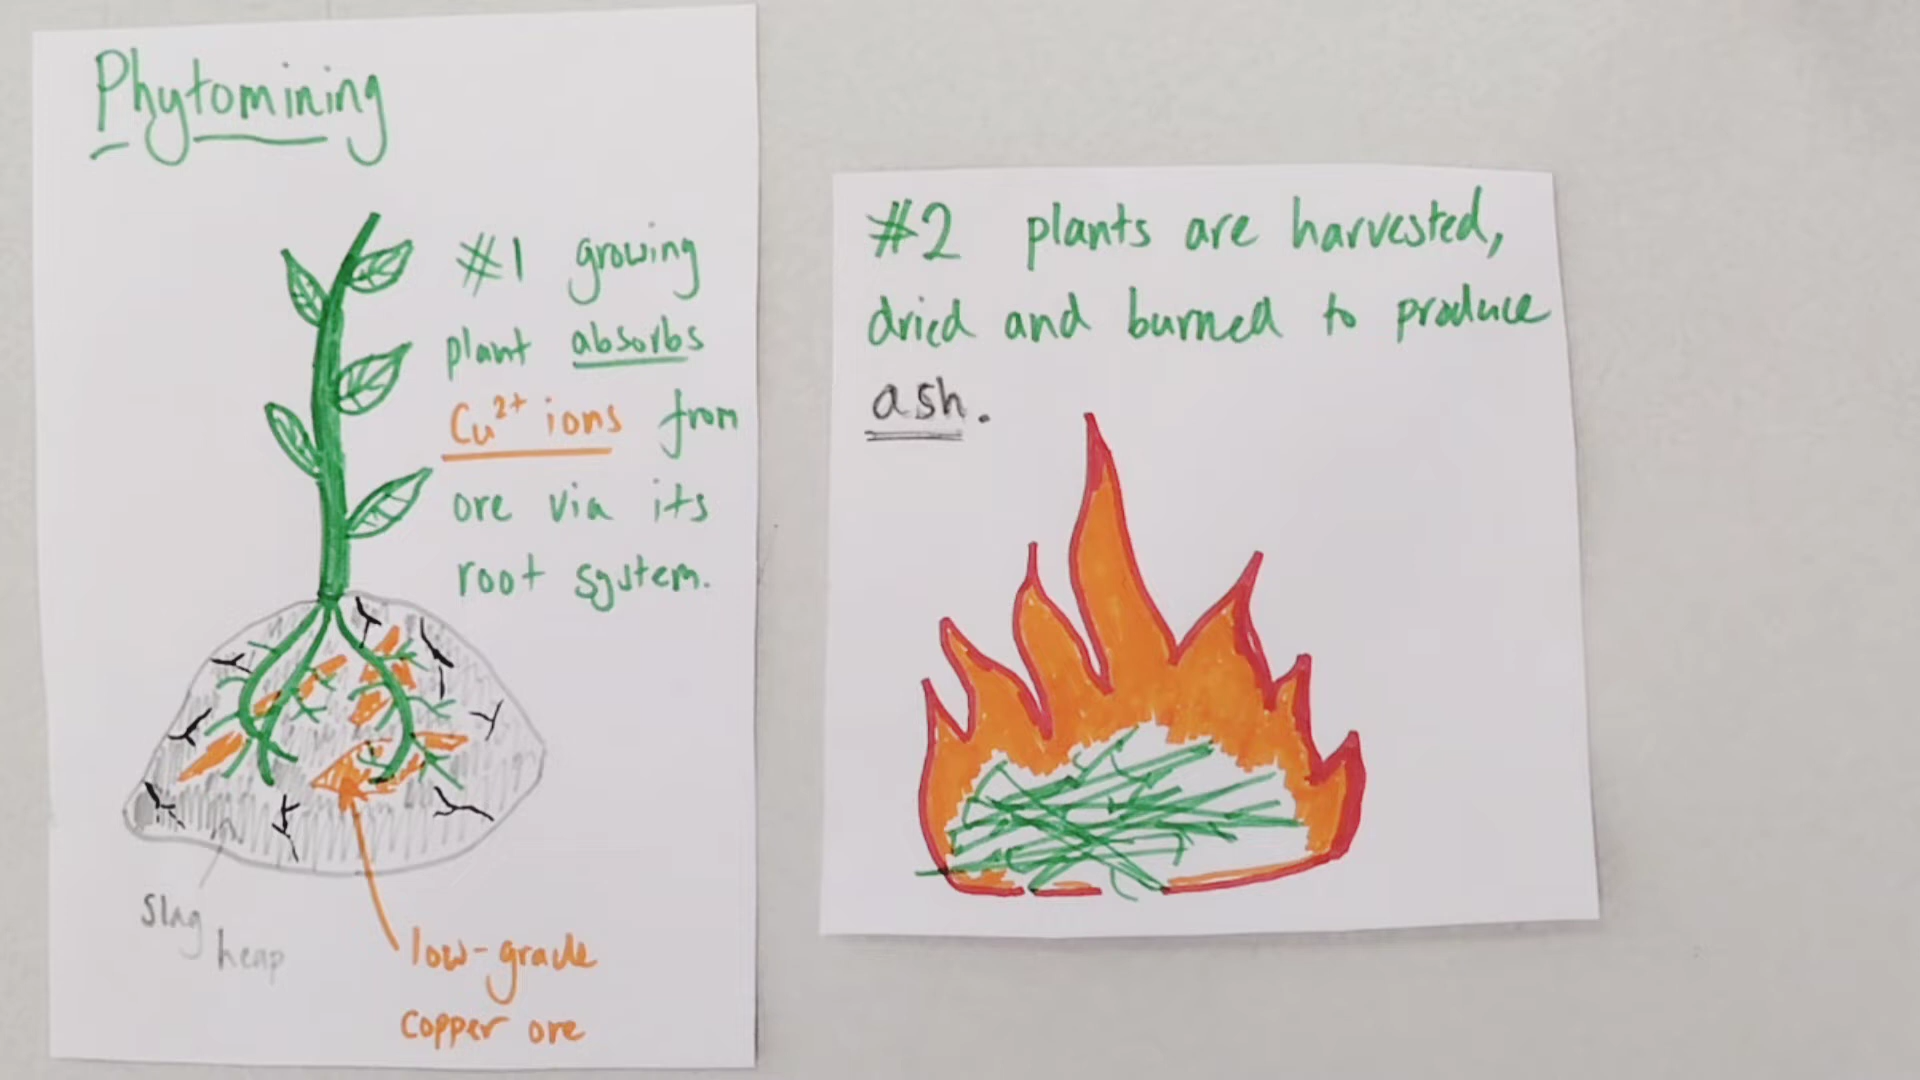 Phytomining
#1 growing
plant absorbs
Cu²⁺ ions from
ore via its
root system.
slag
heap
low-grade
copper ore
#2 plants are harvested,
dried and burned to produce
ash.